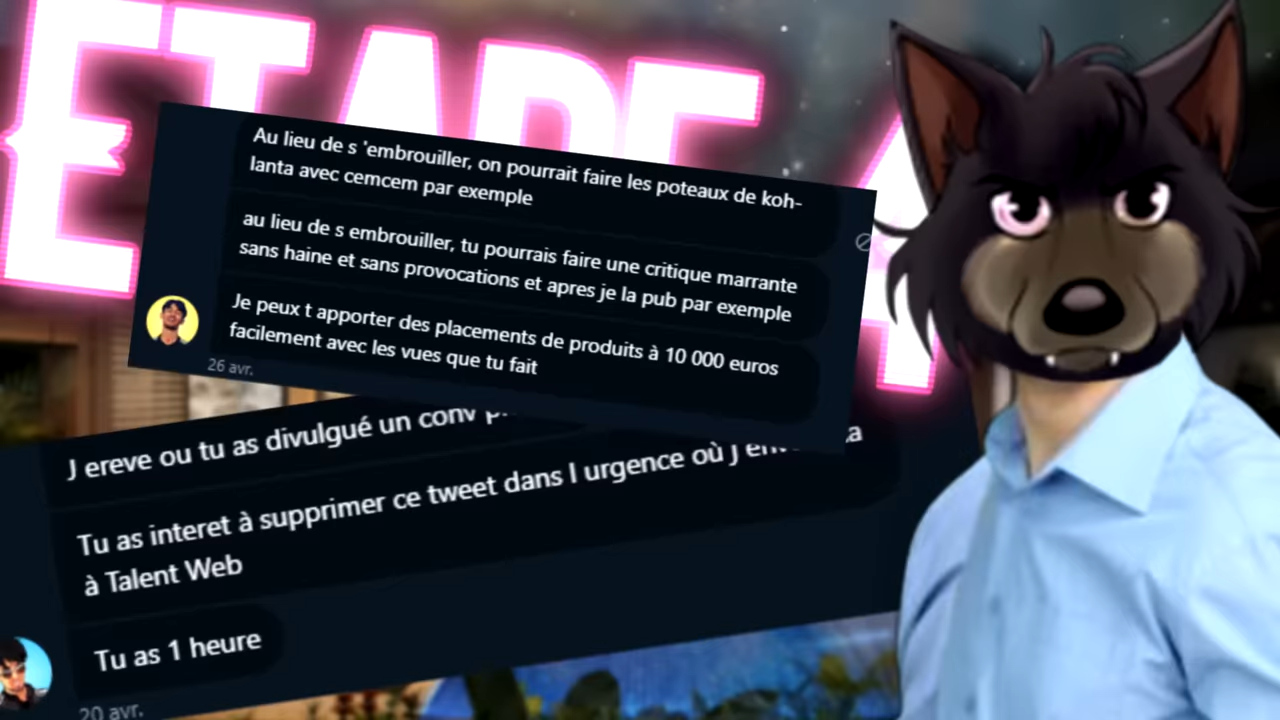 ETAPE 4
Au lieu de s 'embrouiller, on pourrait faire les poteaux de koh-
lanta avec cemcem par exemple
au lieu de s embrouiller, tu pourrais faire une critique marrante
sans haine et sans provocations et apres je la pub par exemple
Je peux t apporter des placements de produits à 10 000 euros
facilement avec les vues que tu fait
26 avr.
J ereve ou tu as divulgué un conv
Tu as interet à supprimer ce tweet dans l urgence où j
à Talent Web
Tu as 1 heure
20 avr.